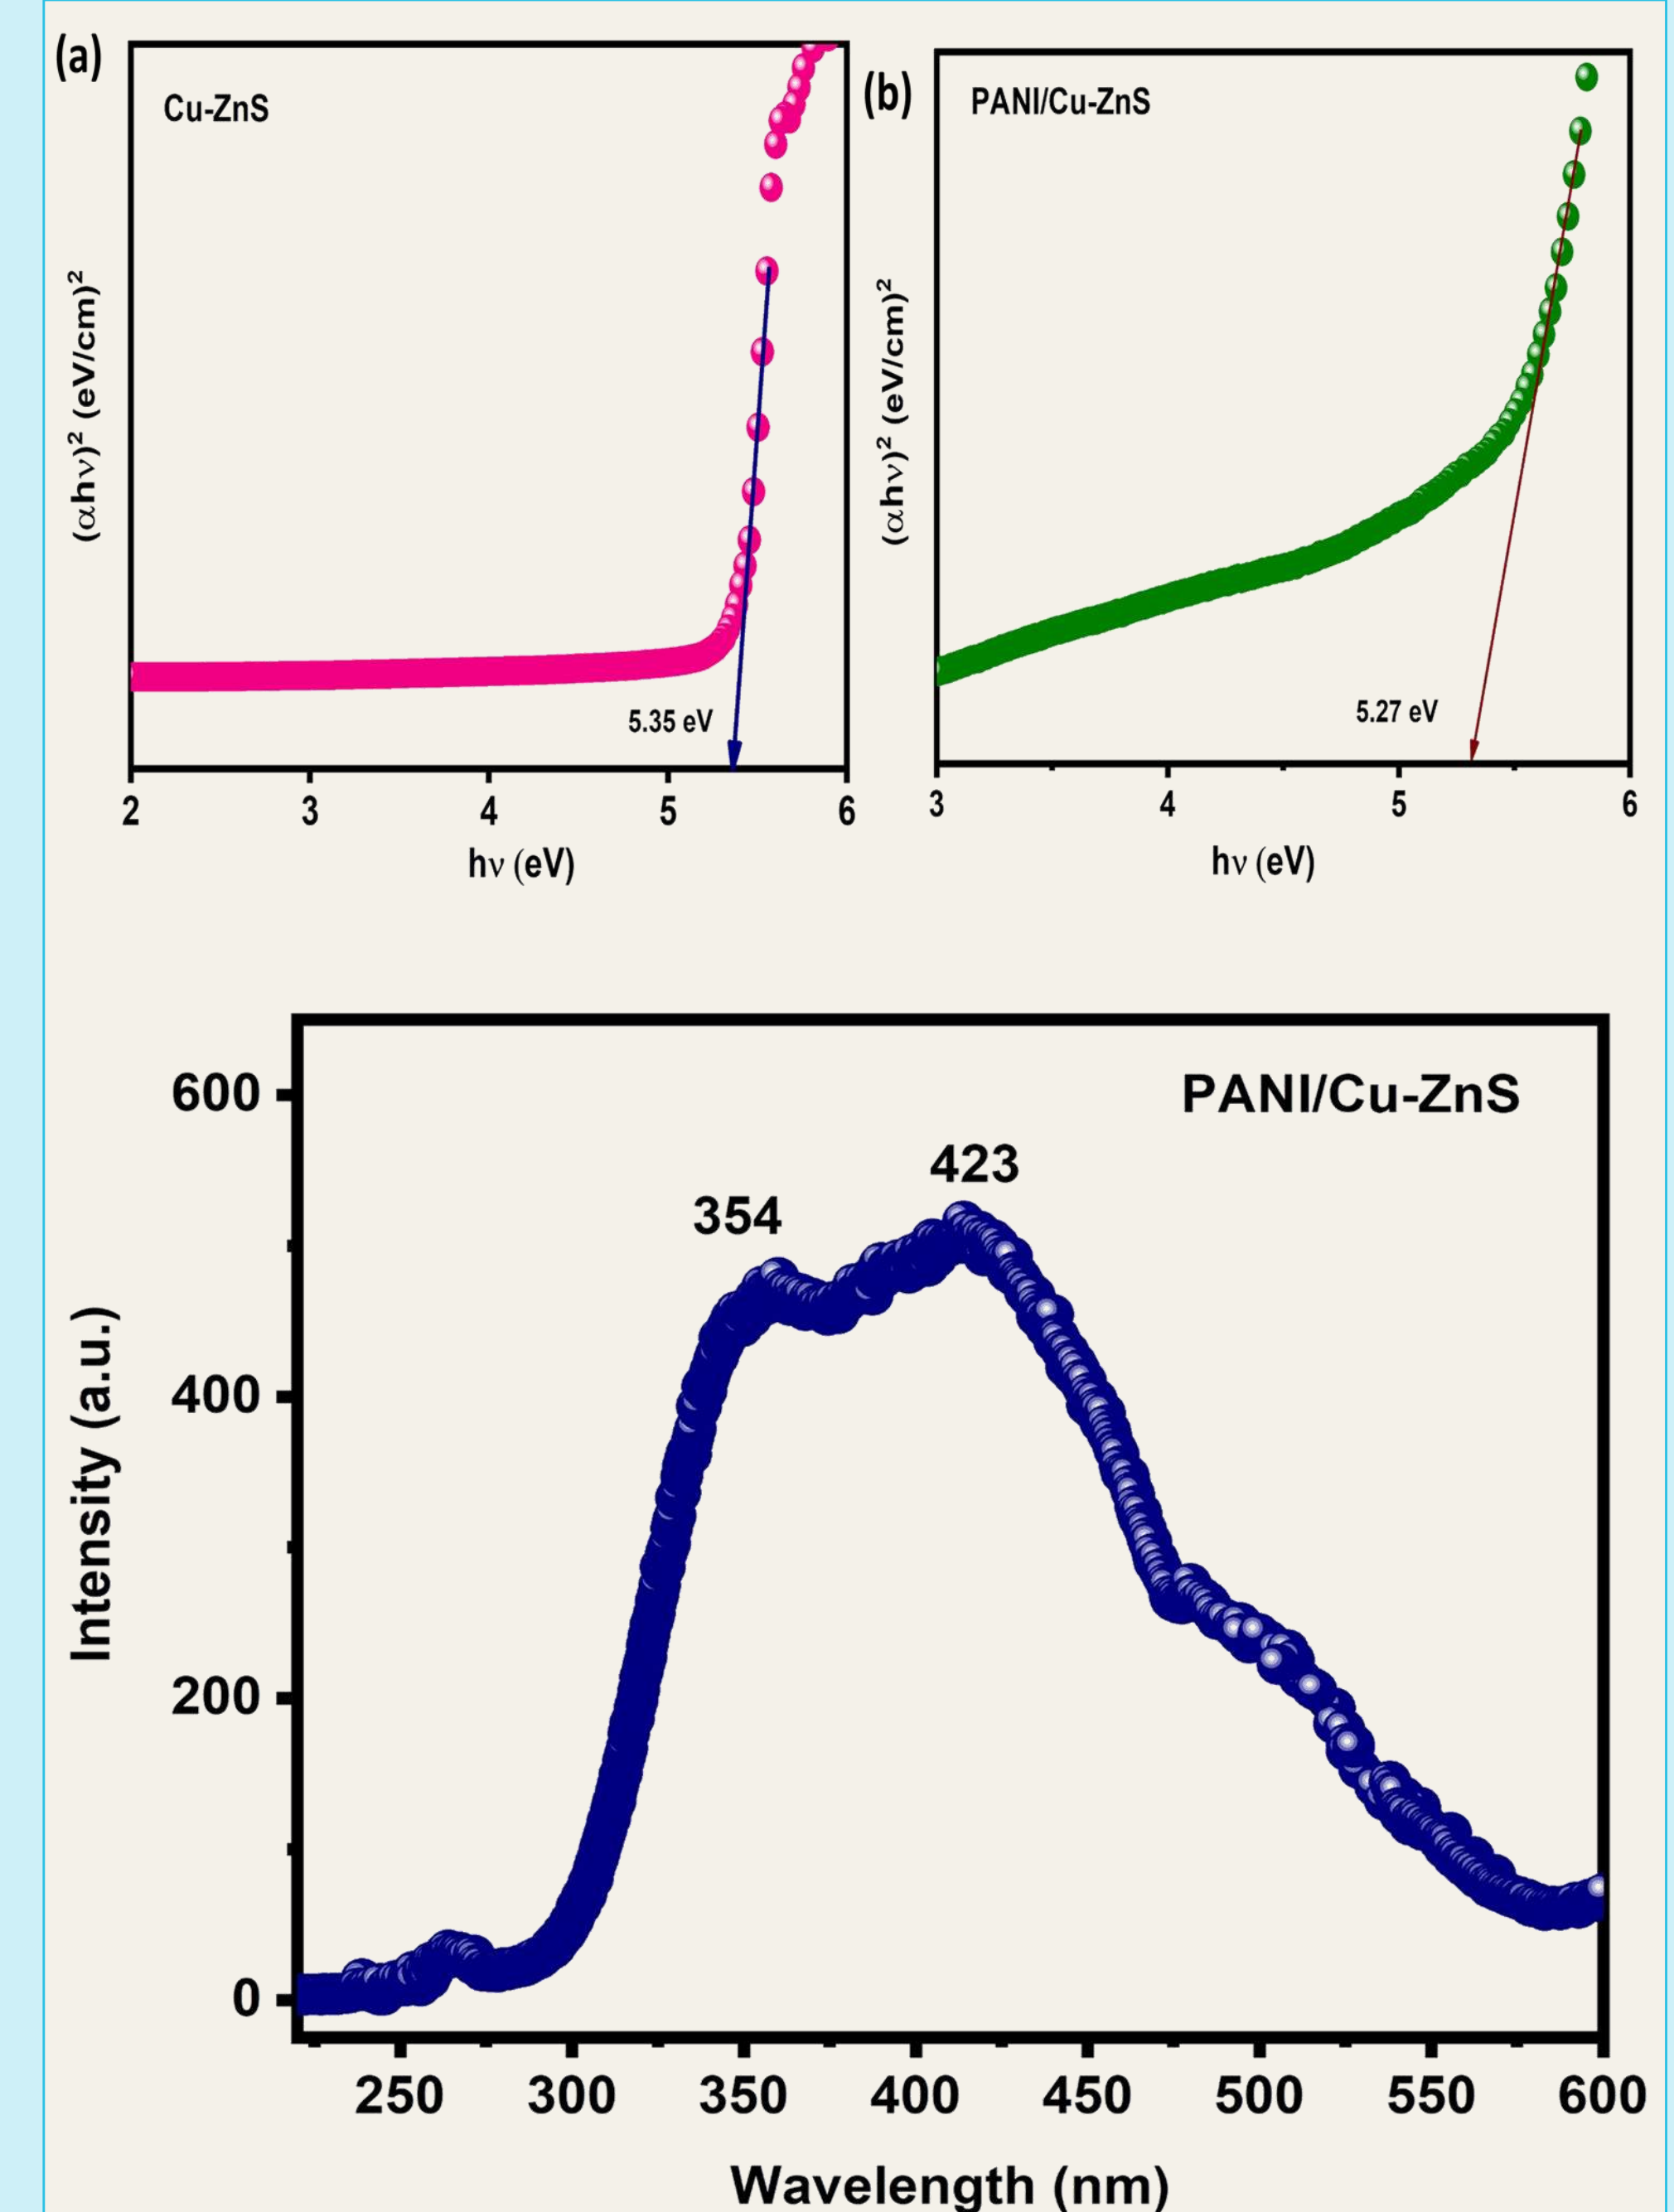 (a)
Cu-ZnS
(αhν)² (eV/cm)²
5.35 eV
2 3 4 5 6
hν (eV)
(b)
PANI/Cu-ZnS
(αhν)² (eV/cm)²
5.27 eV
3 4 5 6
hν (eV)
PANI/Cu-ZnS
423
354
600
400
200
0
Intensity (a.u.)
250 300 350 400 450 500 550 600
Wavelength (nm)